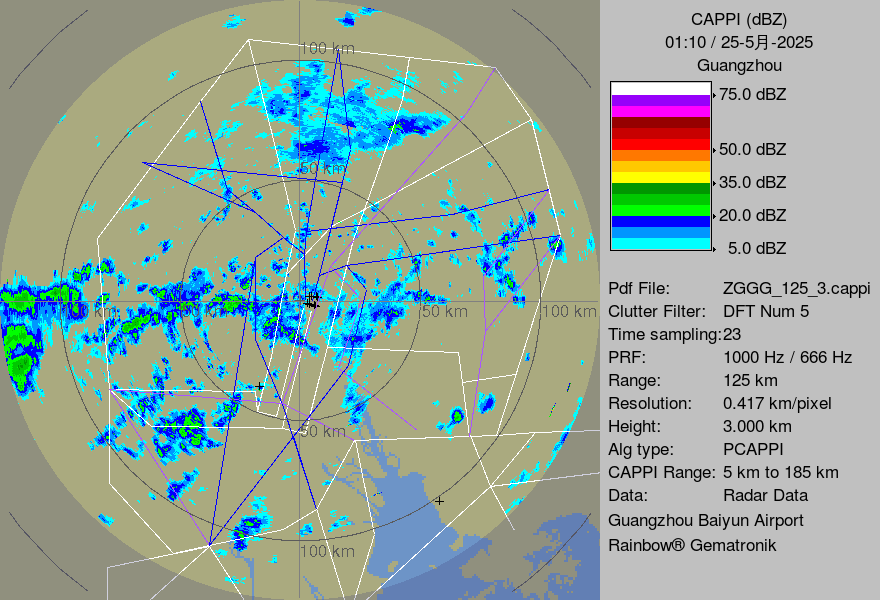 CAPPI (dBZ)
01:10 / 25-5月-2025
Guangzhou
75.0 dBZ
50.0 dBZ
35.0 dBZ
20.0 dBZ
5.0 dBZ
Pdf File: ZGGG_125_3.cappi
Clutter Filter: DFT Num 5
Time sampling:23
PRF: 1000 Hz / 666 Hz
Range: 125 km
Resolution: 0.417 km/pixel
Height: 3.000 km
Alg type: PCAPPI
CAPPI Range: 5 km to 185 km
Data: Radar Data
Guangzhou Baiyun Airport
Rainbow® Gematronik
100 km
50 km
50 km
100 km
50 km
100 km